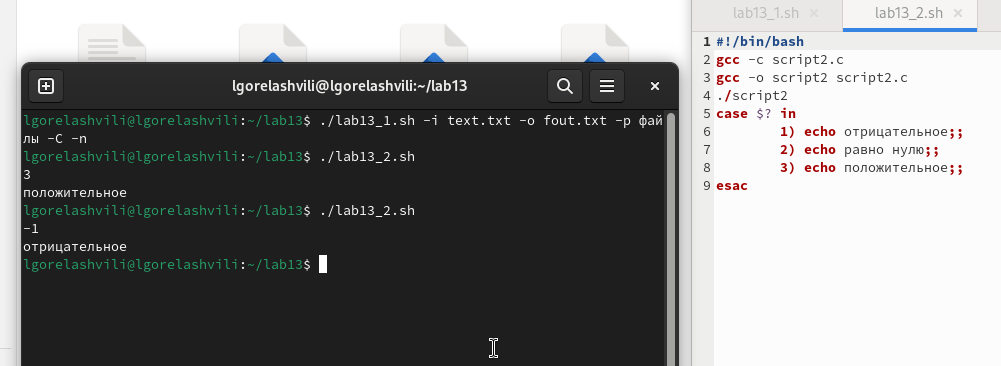 lgorelashvili@lgorelashvili:~/lab13
lgorelashvili@lgorelashvili:~/lab13$ ./lab13_1.sh -i text.txt -o fout.txt -p фай
лы -C -n
lgorelashvili@lgorelashvili:~/lab13$ ./lab13_2.sh
3
положительное
lgorelashvili@lgorelashvili:~/lab13$ ./lab13_2.sh
-1
отрицательное
lgorelashvili@lgorelashvili:~/lab13$
lab13_1.sh
lab13_2.sh
1 #!/bin/bash
2 gcc -c script2.c
3 gcc -o script2 script2.c
4 ./script2
5 case $? in
6 1) echo отрицательное;;
7 2) echo равно нулю;;
8 3) echo положительное;;
9 esac